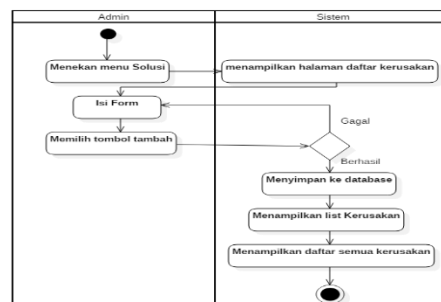 Admin
Sistem
Menekan menu Solusi
menampilkan halaman daftar kerusakan
Isi Form
Gagal
Memilih tombol tambah
Berhasil
Menyimpan ke database
Menampilkan list Kerusakan
Menampilkan daftar semua kerusakan